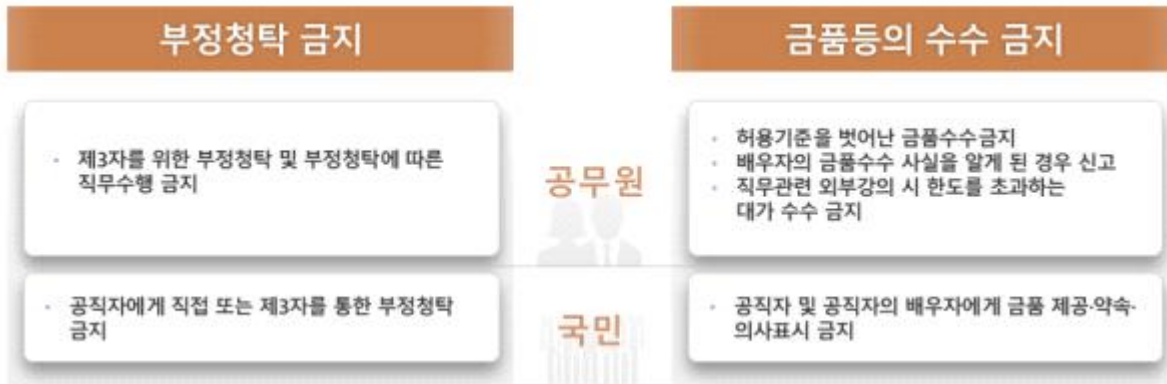 부정청탁 금지
금품등의 수수 금지
· 제3자를 위한 부정청탁 및 부정청탁에 따른
직무수행 금지
공무원
· 허용기준을 벗어난 금품수수금지
· 배우자의 금품수수 사실을 알게 된 경우 신고
· 직무관련 외부강의 시 한도를 초과하는
대가 수수 금지
· 공직자에게 직접 또는 제3자를 통한 부정청탁
금지
국민
· 공직자 및 공직자의 배우자에게 금품 제공·약속·
의사표시 금지